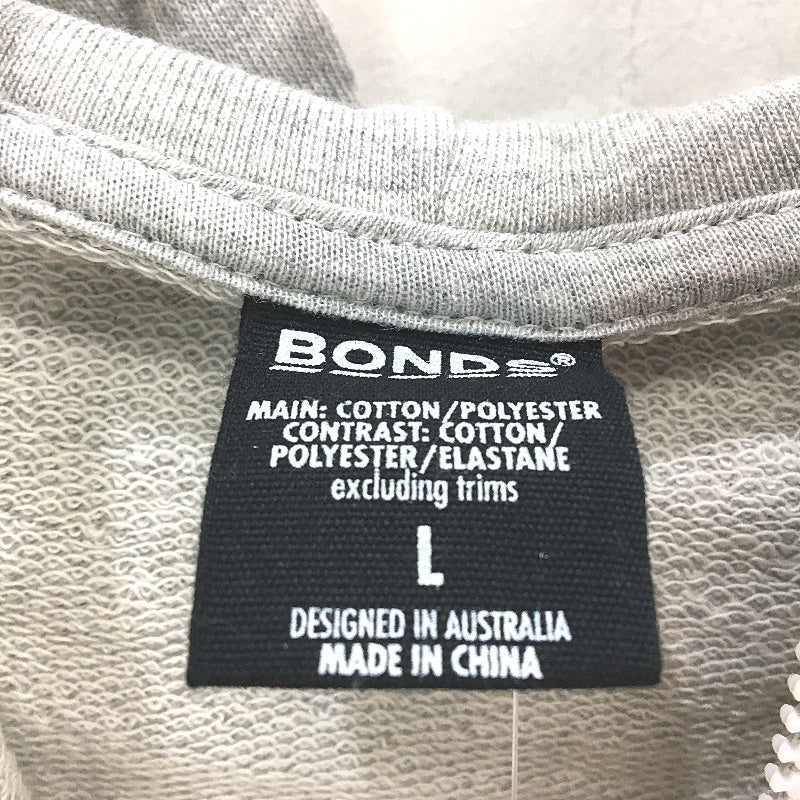 BONDS®
MAIN: COTTON/POLYESTER
CONTRAST: COTTON/
POLYESTER/ELASTANE
excluding trims
L
DESIGNED IN AUSTRALIA
MADE IN CHINA